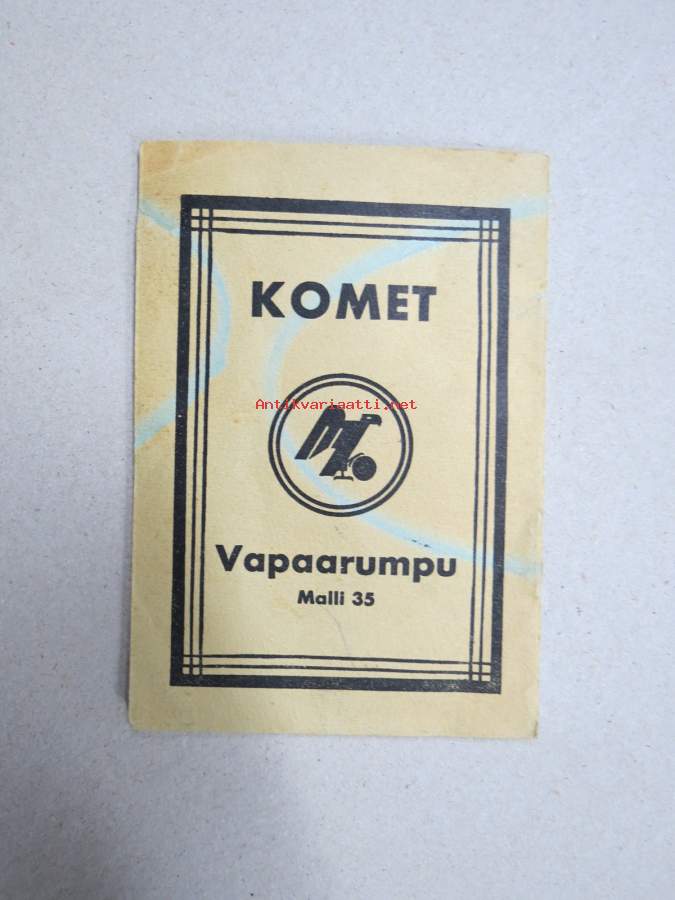 KOMET
Antikvariaatti.net
Vapaarumpu
Malli 35